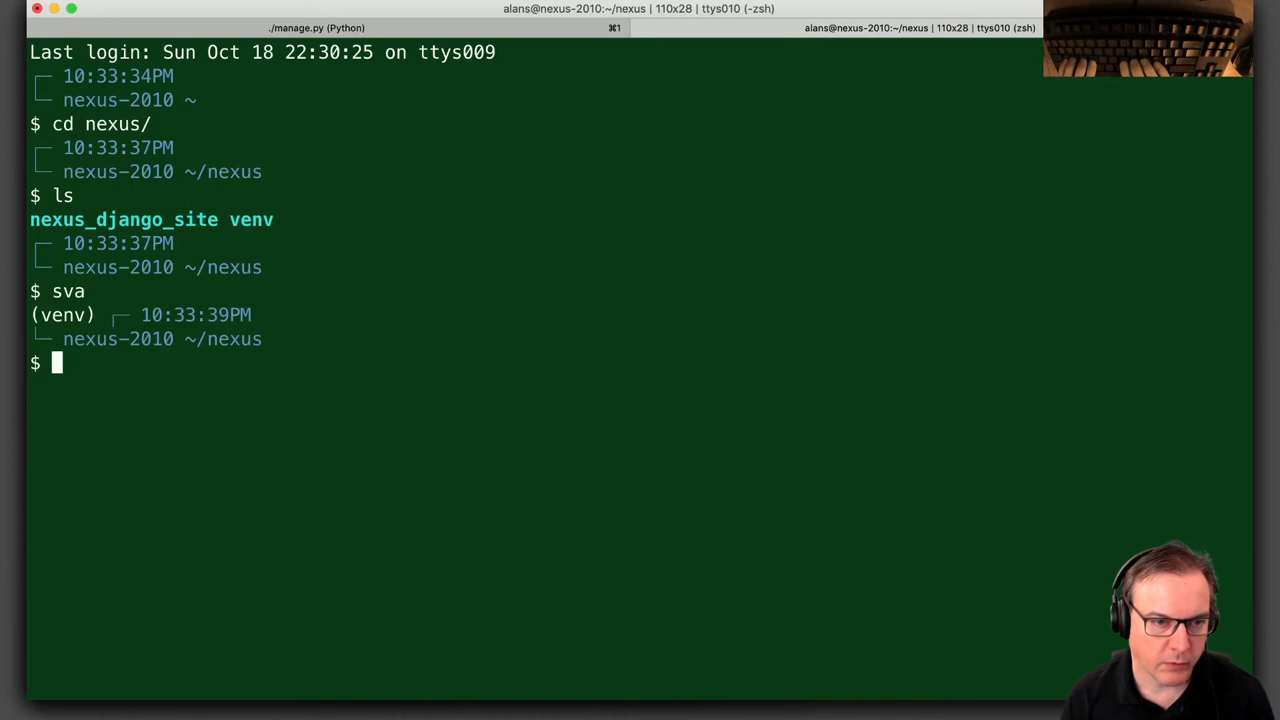 alans@nexus-2010:~/nexus | 110x28 | ttys010 (-zsh)
./manage.py (Python) ⌘1 alans@nexus-2010:~/nexus | 110x28 | ttys010 (zsh)
Last login: Sun Oct 18 22:30:25 on ttys009
┌─ 10:33:34PM
└─ nexus-2010 ~
$ cd nexus/
┌─ 10:33:37PM
└─ nexus-2010 ~/nexus
$ ls
nexus_django_site venv
┌─ 10:33:37PM
└─ nexus-2010 ~/nexus
$ sva
(venv) ┌─ 10:33:39PM
└─ nexus-2010 ~/nexus
$